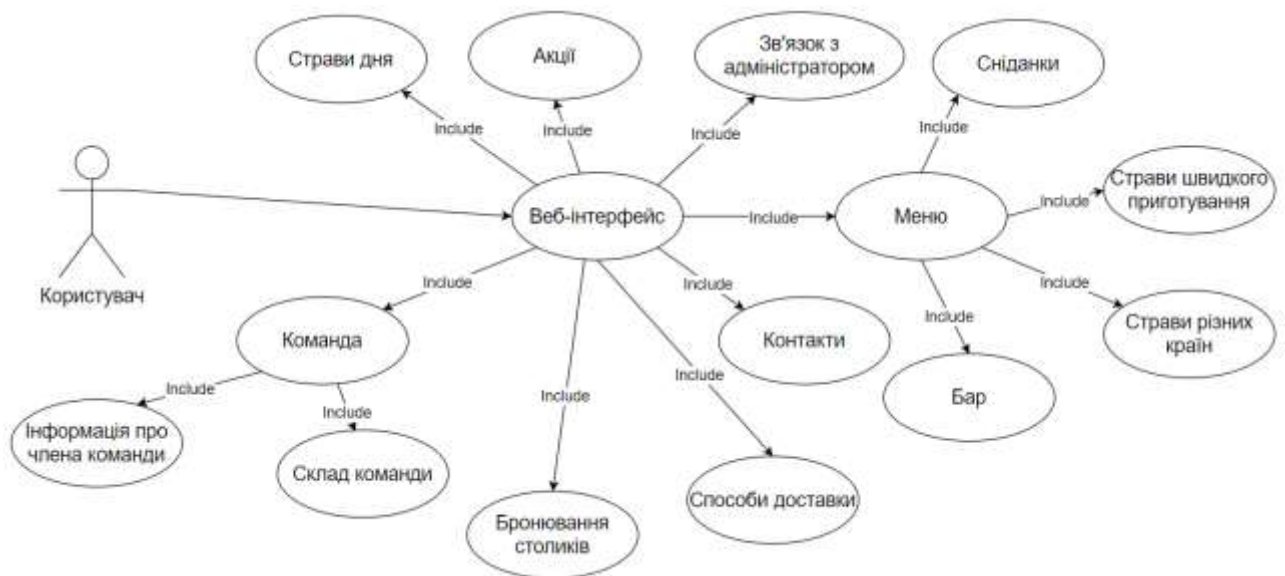 Страви дня
Акції
Зв'язок з
адміністратором
Сніданки
Include
Include
Include
Include
Страви швидкого
приготування
Веб-інтерфейс
Include
Меню
Include
Користувач
Include
Include
Include
Команда
Контакти
Include
Страви різних
країн
Include
Include
Include
Include
Include
Бар
Інформація про
члена команди
Склад команди
Способи доставки
Бронювання
столиків